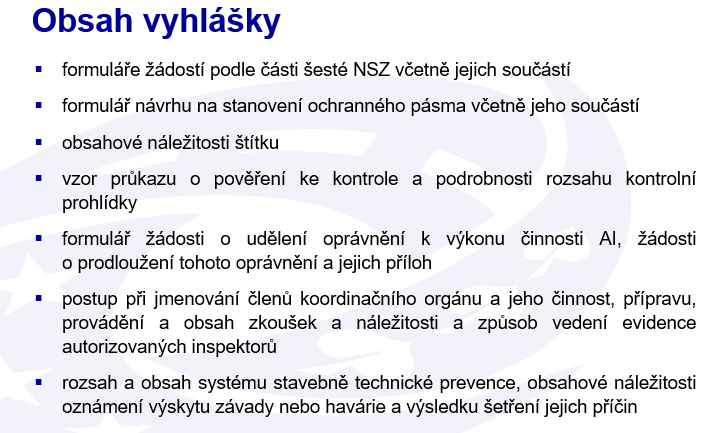 Obsah vyhlášky
▪ formuláře žádostí podle části šesté NSZ včetně jejich součástí
▪ formulář návrhu na stanovení ochranného pásma včetně jeho součástí
▪ obsahové náležitosti štítku
▪ vzor průkazu o pověření ke kontrole a podrobnosti rozsahu kontrolní
prohlídky
▪ formulář žádosti o udělení oprávnění k výkonu činnosti AI, žádosti
o prodloužení tohoto oprávnění a jejich příloh
▪ postup při jmenování členů koordinačního orgánu a jeho činnost, přípravu,
provádění a obsah zkoušek a náležitosti a způsob vedení evidence
autorizovaných inspektorů
▪ rozsah a obsah systému stavebně technické prevence, obsahové náležitosti
oznámení výskytu závady nebo havárie a výsledku šetření jejich příčin